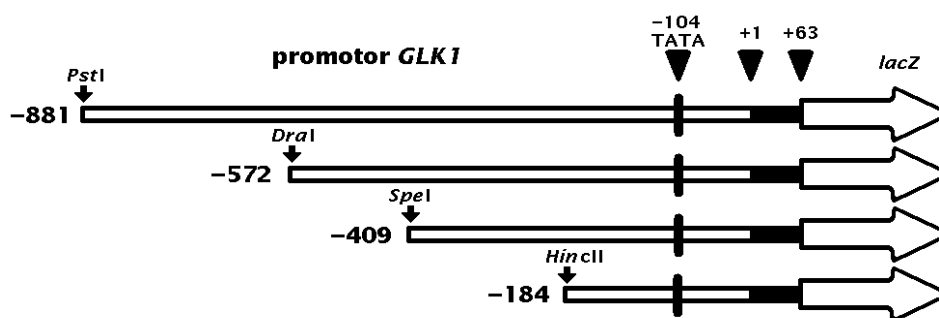 −104 +1 +63
TATA
promotor GLK1
lacZ
PstI
−881
DraI
−572
SpeI
−409
HincII
−184